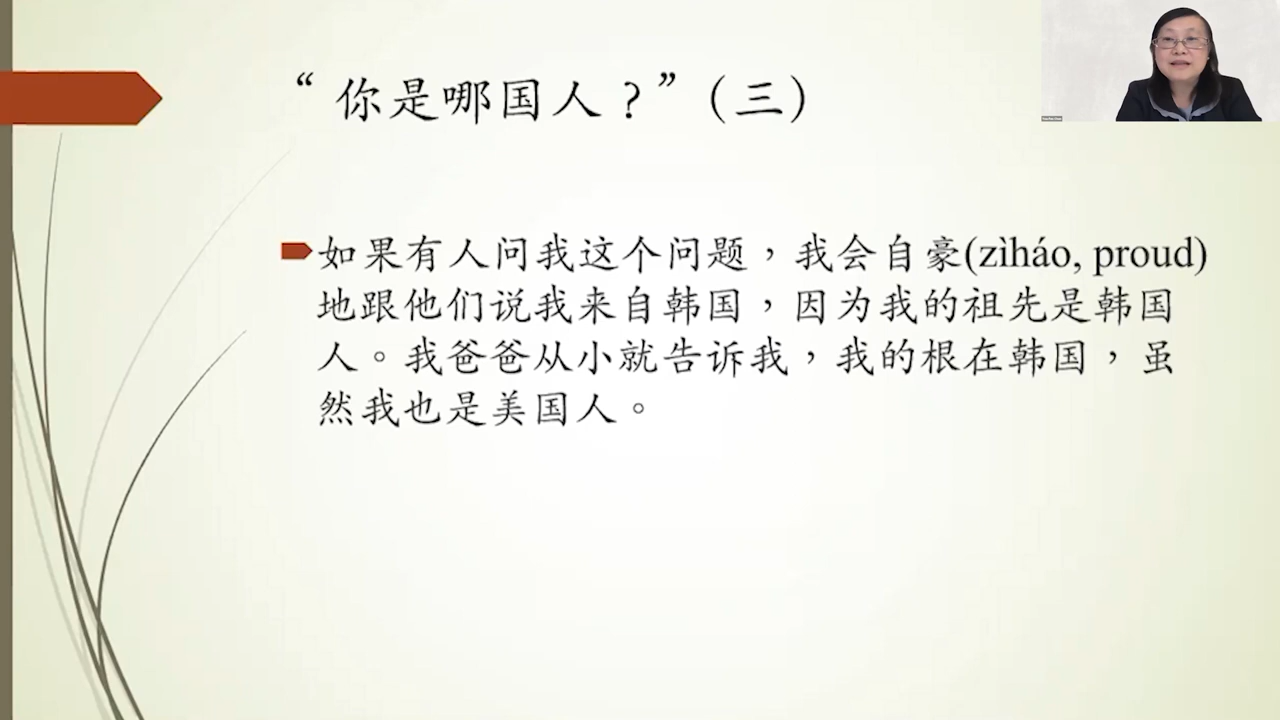 “你是哪国人？”（三）
如果有人问我这个问题，我会自豪(zìháo, proud)
地跟他们说我来自韩国，因为我的祖先是韩国
人。我爸爸从小就告诉我，我的根在韩国，虽
然我也是美国人。